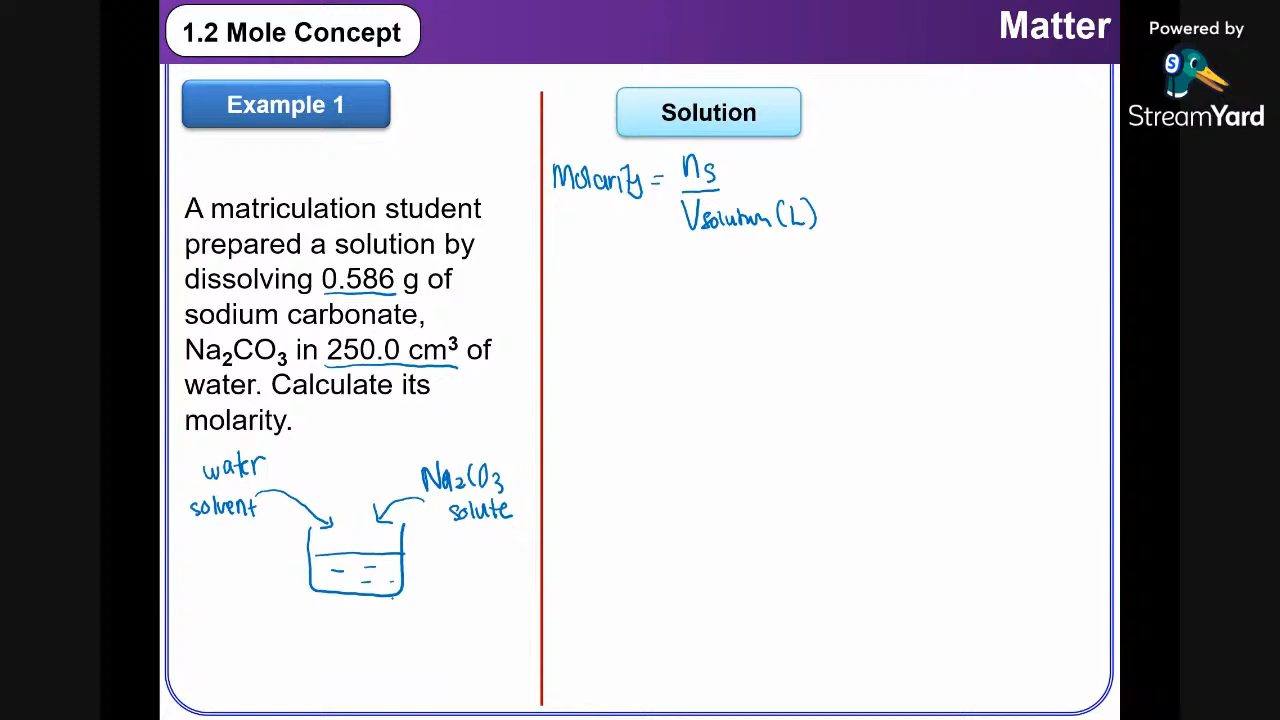 1.2 Mole Concept
Matter
Powered by
StreamYard
Example 1
Solution
A matriculation student
prepared a solution by
dissolving 0.586 g of
sodium carbonate,
Na₂CO₃ in 250.0 cm³ of
water. Calculate its
molarity.
water
solvent
Na₂CO₃
solute
Molarity = nS
Vsolution (L)